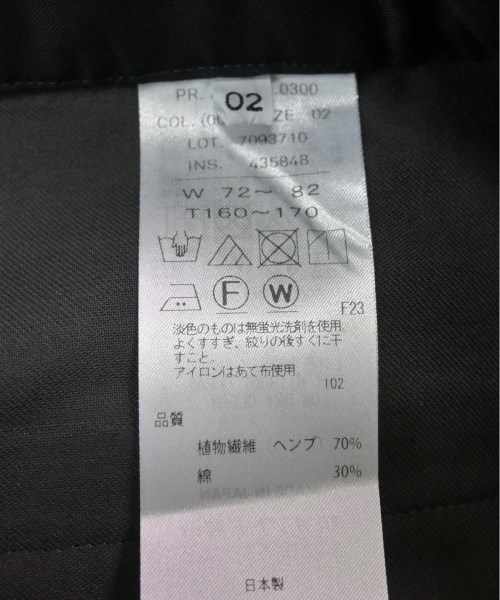 PR. 02 .0300
COL. (00 ZE. 02
LOT. 7093710
INS. 435848
W 72～ 82
T160～170
F W
F23
淡色のものは無蛍光洗剤を使用。
よくすすぎ、絞りの後すぐに干
すこと。
アイロンはあて布使用。
102
品質
植物繊維 ヘンプ 70%
綿 30%
日本製